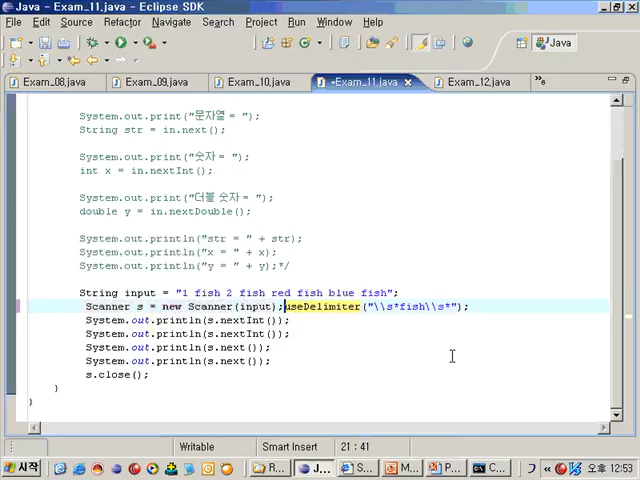 Java - Exam_11.java - Eclipse SDK
File Edit Source Refactor Navigate Search Project Run Window Help
Java
Exam_08.java Exam_09.java Exam_10.java *Exam_11.java Exam_12.java »6
System.out.print("문자열 = ");
String str = in.next();
System.out.print("숫자 = ");
int x = in.nextInt();
System.out.print("더블 숫자 = ");
double y = in.nextDouble();
System.out.println("str = " + str);
System.out.println("x = " + x);
System.out.println("y = " + y);*/
String input = "1 fish 2 fish red fish blue fish";
Scanner s = new Scanner(input);useDelimiter("\\s*fish\\s*");
System.out.println(s.nextInt());
System.out.println(s.nextInt());
System.out.println(s.next());
System.out.println(s.next());
s.close();
}
}
Writable Smart Insert 21 : 41
시작 R... J... S... M... P... C... 오후 12:53